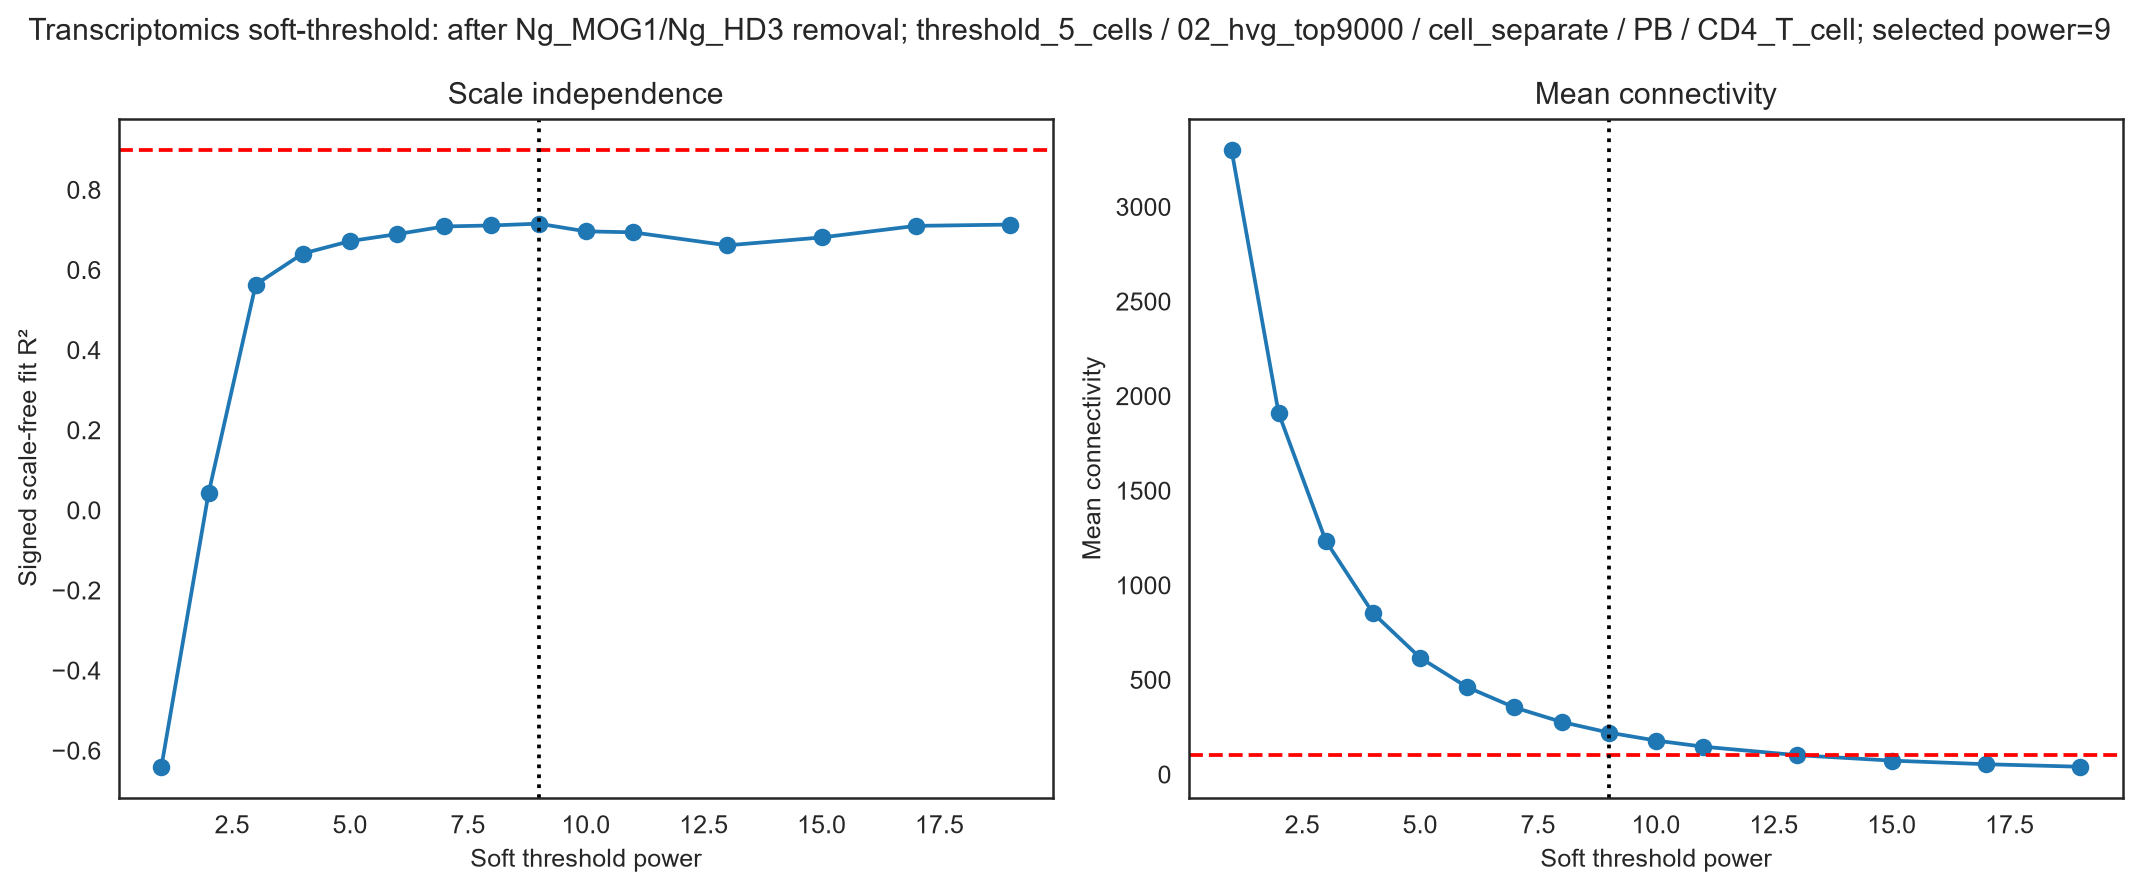 Transcriptomics soft-threshold: after Ng_MOG1/Ng_HD3 removal; threshold_5_cells / 02_hvg_top9000 / cell_separate / PB / CD4_T_cell; selected power=9
Scale independence
Signed scale-free fit R²
0.8
0.6
0.4
0.2
0.0
−0.2
−0.4
−0.6
2.5 5.0 7.5 10.0 12.5 15.0 17.5
Soft threshold power
Mean connectivity
Mean connectivity
3000
2500
2000
1500
1000
500
0
2.5 5.0 7.5 10.0 12.5 15.0 17.5
Soft threshold power